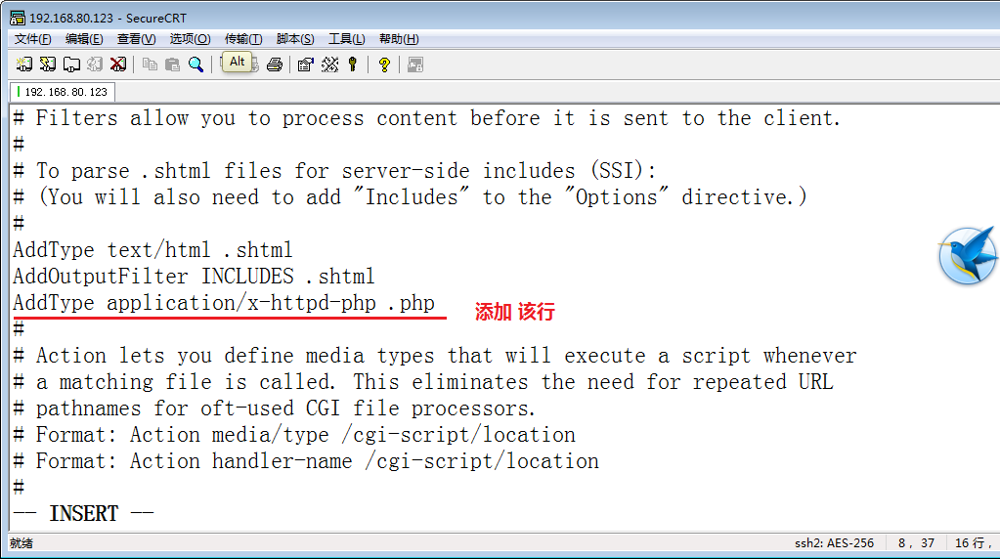 192.168.80.123 - SecureCRT
文件(F) 编辑(E) 查看(V) 选项(O) 传输(T) 脚本(S) 工具(L) 帮助(H)
Alt
192.168.80.123
# Filters allow you to process content before it is sent to the client.
#
# To parse .shtml files for server-side includes (SSI):
# (You will also need to add "Includes" to the "Options" directive.)
#
AddType text/html .shtml
AddOutputFilter INCLUDES .shtml
AddType application/x-httpd-php .php 添加 该行
#
# Action lets you define media types that will execute a script whenever
# a matching file is called. This eliminates the need for repeated URL
# pathnames for oft-used CGI file processors.
# Format: Action media/type /cgi-script/location
# Format: Action handler-name /cgi-script/location
#
-- INSERT --
就绪 ssh2: AES-256 8, 37 16 行,